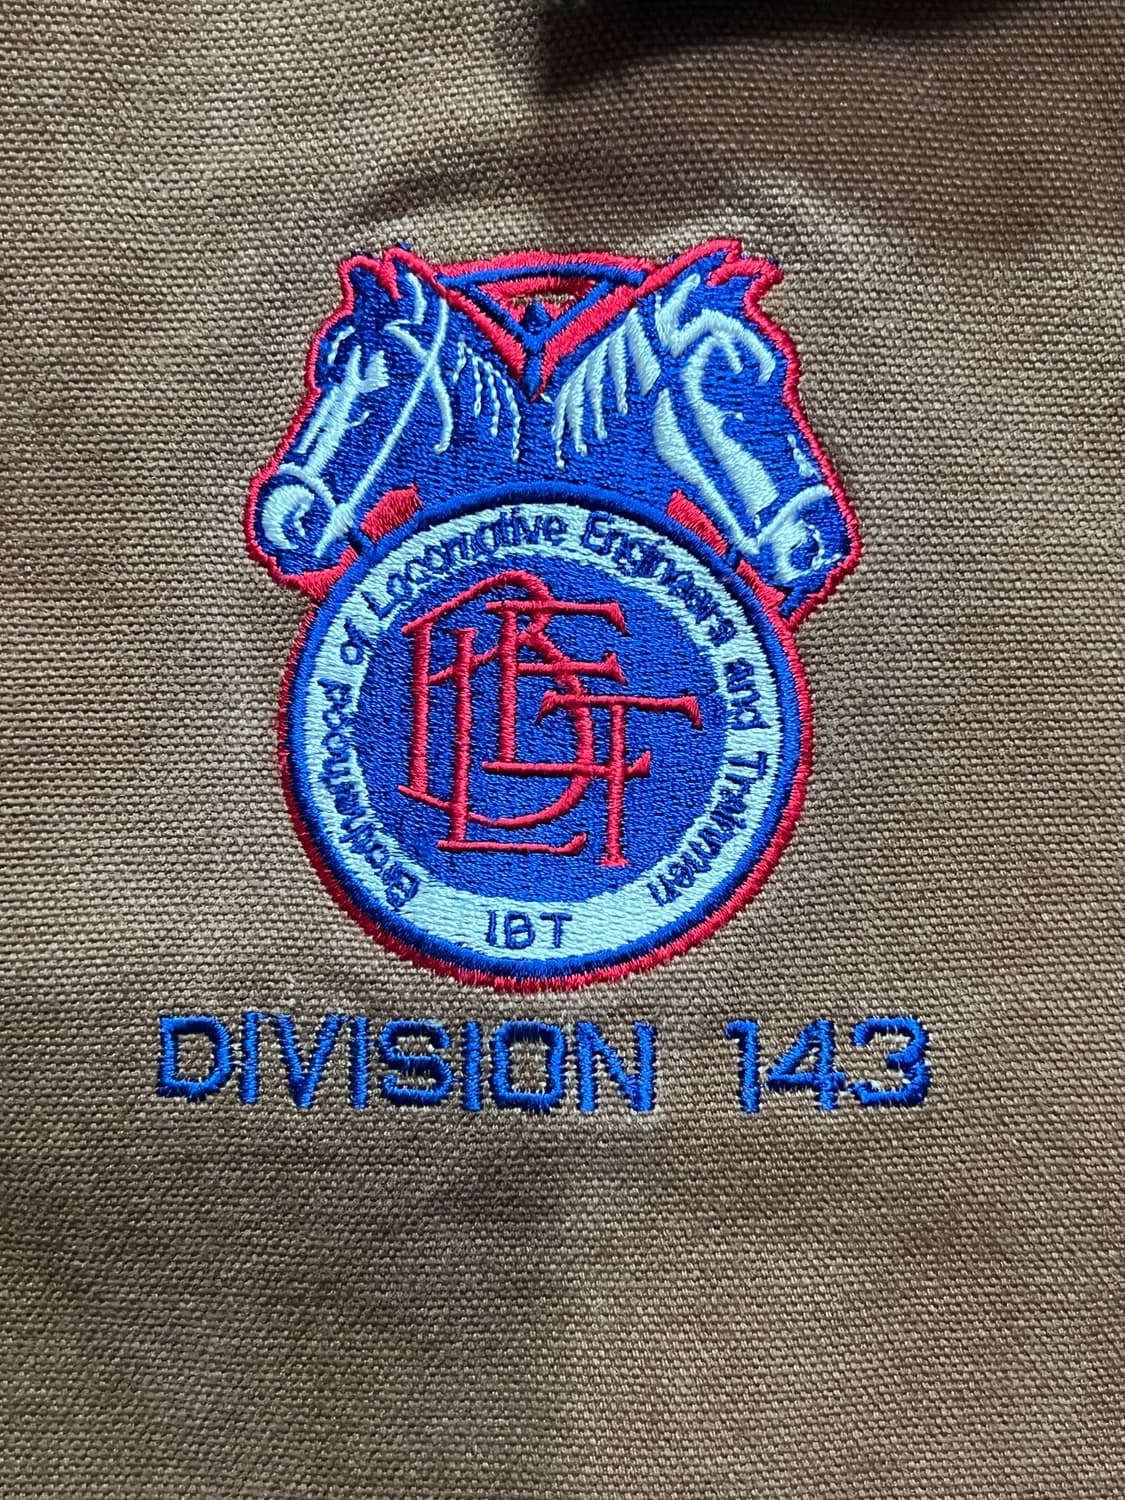 Brotherhood of Locomotive Engineers and Trainmen
BLET
IBT
DIVISION 143